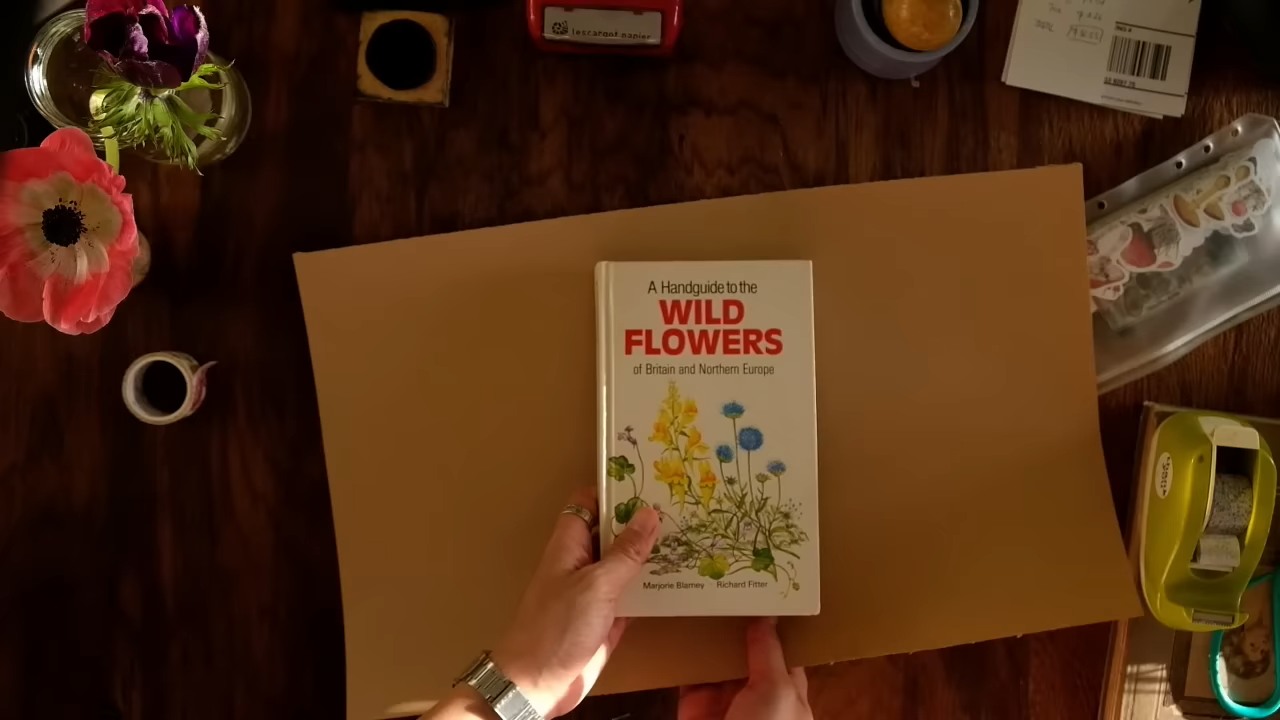 lescargot papier
A Handguide to the
WILD
FLOWERS
of Britain and Northern Europe
Marjorie Blamey Richard Fitter